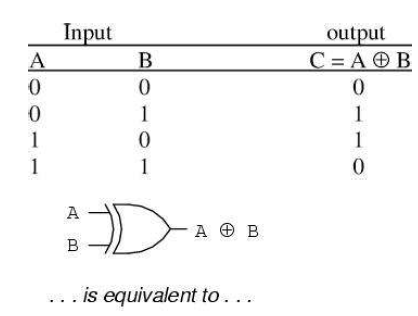 Input output
A B C = A ⊕ B
0 0 0
0 1 1
1 0 1
1 1 0
A
A ⊕ B
B
. . . is equivalent to . . .